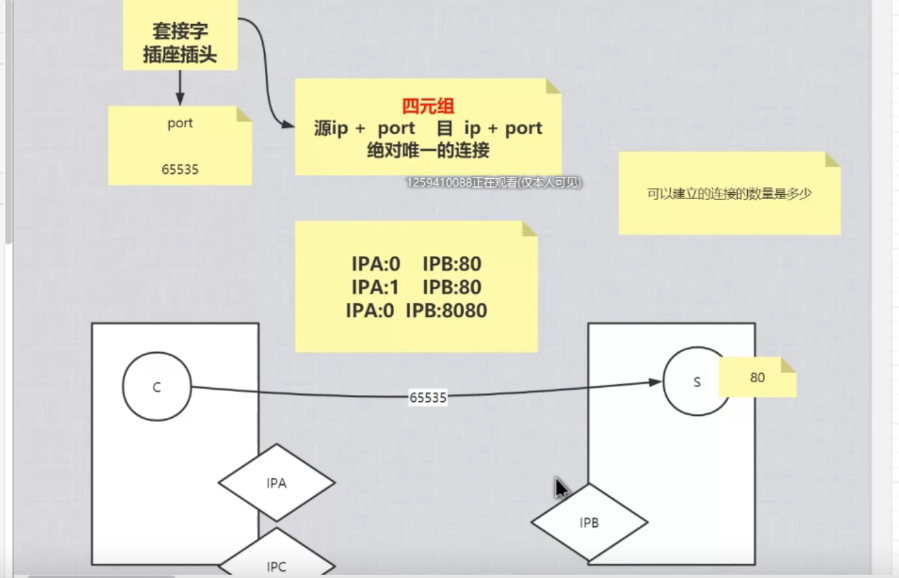 套接字
插座插头
port
65535
四元组
源ip + port 目 ip + port
绝对唯一的连接
1259410088正在观看(仅本人可见)
可以建立的连接的数量是多少
IPA:0 IPB:80
IPA:1 IPB:80
IPA:0 IPB:8080
C
65535
S
80
IPA
IPB
IPC